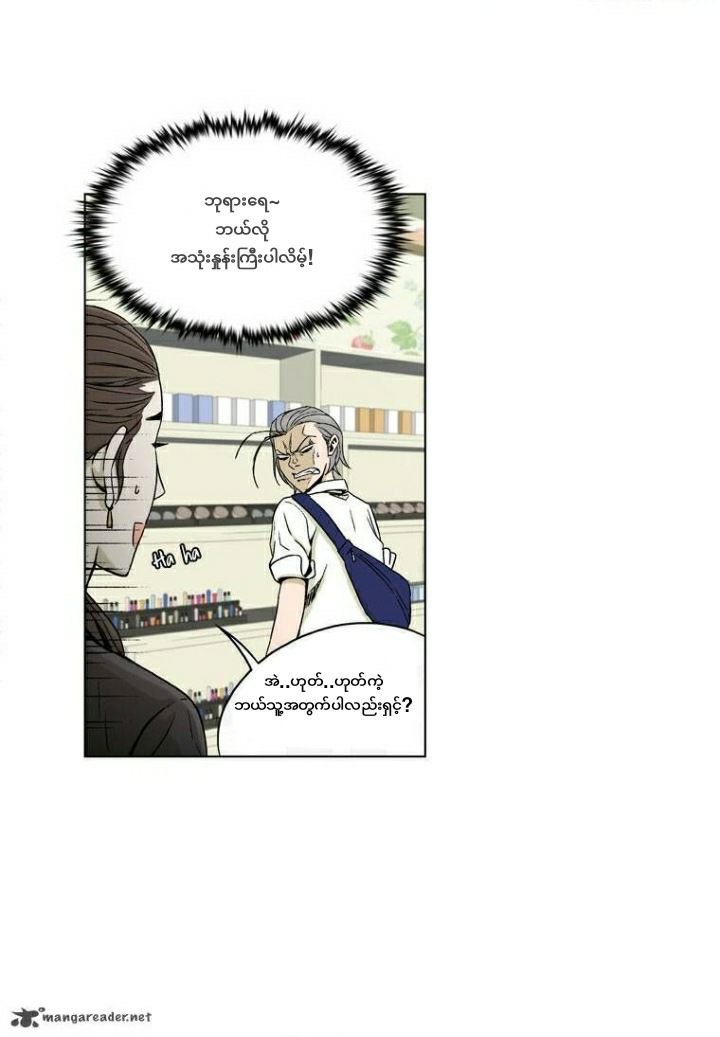 ဘုရားရေ~
ဘယ်လို
အသုံးနှုန်းကြီးပါလိမ့်!
Ha ha
အဲ..ဟုတ်..ဟုတ်ကဲ့
ဘယ်သူ့အတွက်ပါလည်းရှင့်?
mangareader.net